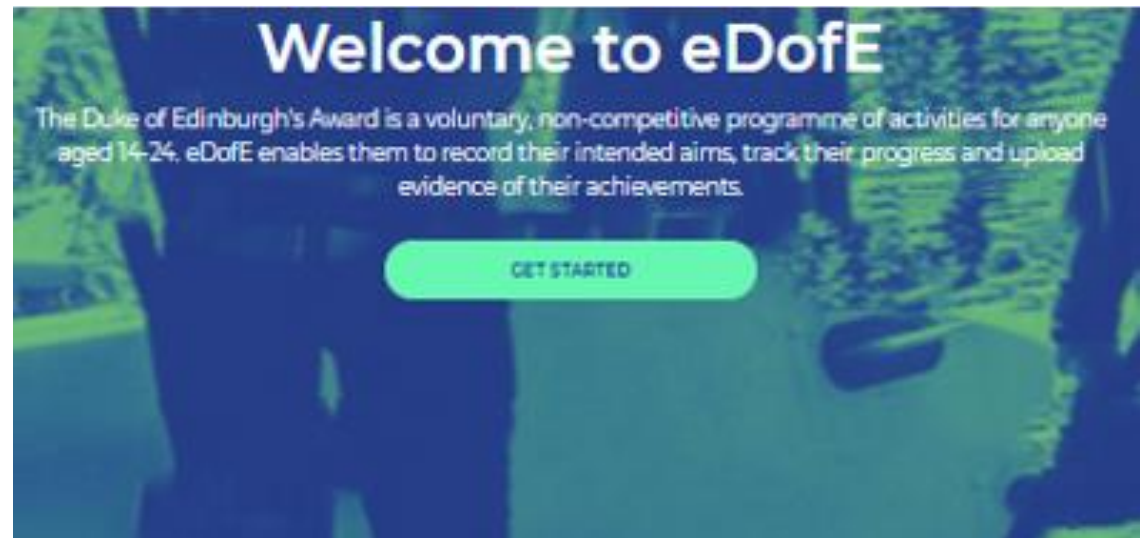 Welcome to eDofE
The Duke of Edinburgh's Award is a voluntary, non-competitive programme of activities for anyone
aged 14-24. eDofE enables them to record their intended aims, track their progress and upload
evidence of their achievements.
GET STARTED